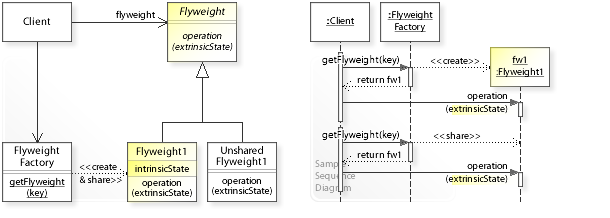 Client
flyweight
Flyweight
operation
(extrinsicState)
Flyweight
Factory
getFlyweight
(key)
<<create
& share>>
Flyweight1
intrinsicState
operation
(extrinsicState)
Unshared
Flyweight1
operation
(extrinsicState)
:Client
:Flyweight
Factory
fw1
:Flyweight1
getFlyweight(key)
<<create>>
return fw1
operation
(extrinsicState)
getFlyweight(key)
<<share>>
return fw1
operation
(extrinsicState)
Sample
Sequence
Diagram